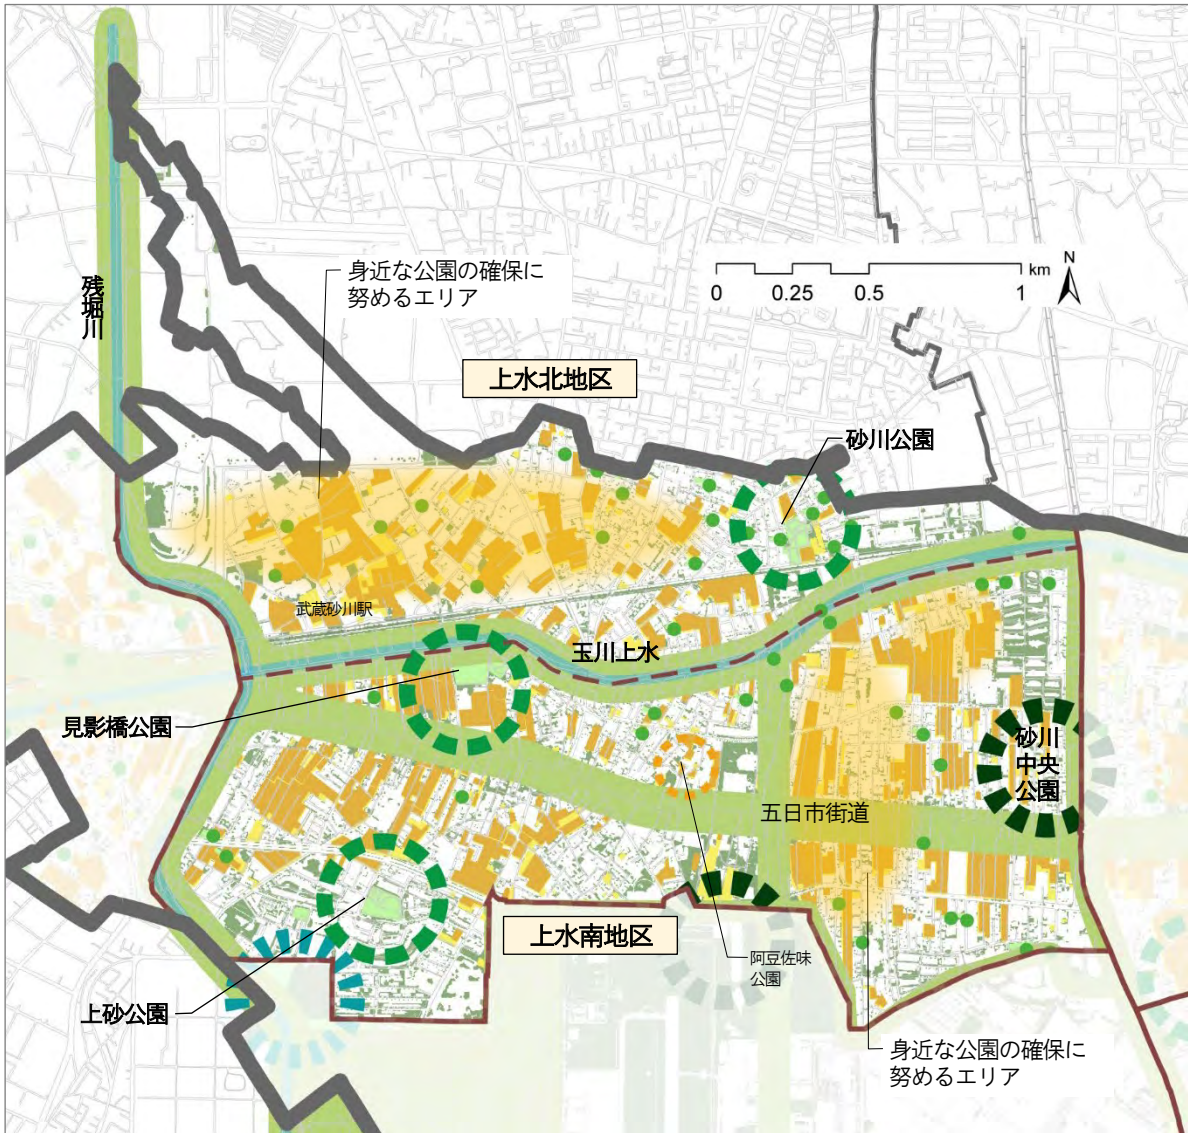 残堀川
身近な公園の確保に
努めるエリア
km
N
0
0.25
0.5
1
上水北地区
砂川公園
武蔵砂川駅
玉川上水
見影橋公園
砂川
中央
公園
五日市街道
上水南地区
阿豆佐味
公園
上砂公園
身近な公園の確保に
努めるエリア